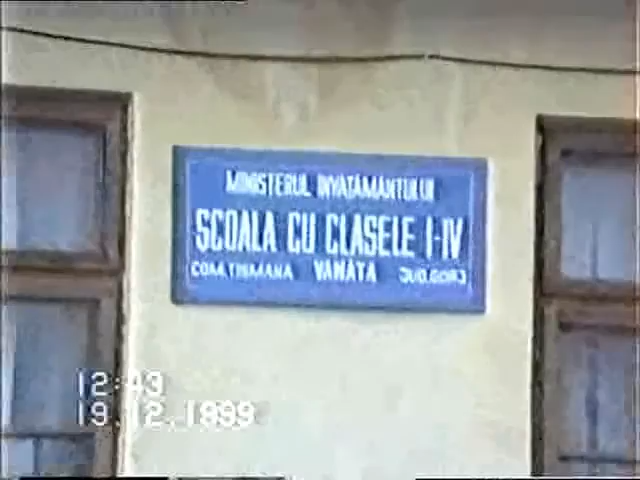 MINISTERUL INVATAMANTULUI
SCOALA CU CLASELE I-IV
COM.TISMANA VANATA JUD.GORJ
12:43
19.12.1999